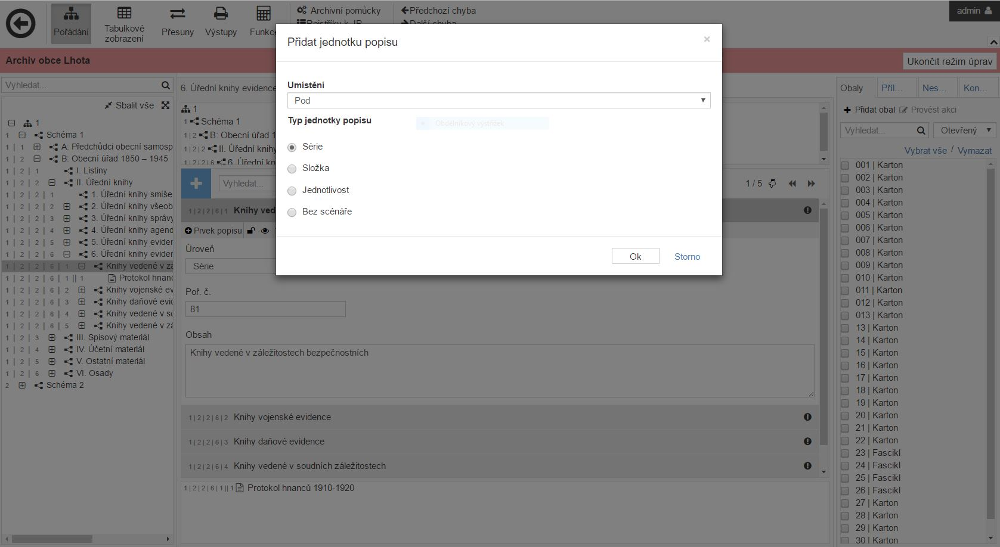 Pořádání
Tabulkové
zobrazení
Přesuny
Výstupy
Funkce
Archivní pomůcky
Rejstříky k JP
Předchozí chyba
Další chyba
admin
Archiv obce Lhota
Ukončit režim úprav
Vyhledat...
Sbalit vše
1
1 Schéma 1
1 | 1 A: Předchůdci obecní samosp
1 | 2 B: Obecní úřad 1850 – 1945
1 | 2 | 1 I. Listiny
1 | 2 | 2 II. Úřední knihy
1 | 2 | 2 | 1 1. Úřední knihy smíše
1 | 2 | 2 | 2 2. Úřední knihy všeob
1 | 2 | 2 | 3 3. Úřední knihy správy
1 | 2 | 2 | 4 4. Úřední knihy agend
1 | 2 | 2 | 5 5. Úřední knihy eviden
1 | 2 | 2 | 6 6. Úřední knihy eviden
1 | 2 | 2 | 6 | 1 Knihy vedené v zá
1 | 2 | 2 | 6 | 1 || 1 Protokol hnanc
1 | 2 | 2 | 6 | 2 Knihy vojenské ev
1 | 2 | 2 | 6 | 3 Knihy daňové evid
1 | 2 | 2 | 6 | 4 Knihy vedené v so
1 | 2 | 2 | 6 | 5 Knihy vedené v zá
1 | 2 | 3 III. Spisový materiál
1 | 2 | 4 IV. Účetní materiál
1 | 2 | 5 V. Ostatní materiál
1 | 2 | 6 VI. Osady
2 Schéma 2
6. Úřední knihy evidence
1
1 Schéma 1
1 | 2 B: Obecní úřad 1
1 | 2 | 2 II. Úřední knihy
1 | 2 | 2 | 6 6. Úřední kn
Vyhledat...
1 / 5
1 | 2 | 2 | 6 | 1 Knihy ved
Prvek popisu
Úroveň
Série
Poř. č.
81
Obsah
Knihy vedené v záležitostech bezpečnostních
1 | 2 | 2 | 6 | 2 Knihy vojenské evidence
1 | 2 | 2 | 6 | 3 Knihy daňové evidence
1 | 2 | 2 | 6 | 4 Knihy vedené v soudních záležitostech
1 | 2 | 2 | 6 | 1 || 1 Protokol hnanců 1910-1920
Přidat jednotku popisu
×
Umístění
Pod
Typ jednotky popisu
Obdélníkový výstřižek
Série
Složka
Jednotlivost
Bez scénáře
Ok
Storno
Obaly
Příl...
Nes...
Kon...
Přidat obal
Provést akci
Vyhledat...
Otevřený
Vybrat vše / Vymazat
001 | Karton
002 | Karton
003 | Karton
004 | Karton
005 | Karton
006 | Karton
007 | Karton
008 | Karton
009 | Karton
010 | Karton
011 | Karton
012 | Karton
013 | Karton
13 | Karton
14 | Karton
15 | Karton
16 | Karton
17 | Karton
18 | Karton
19 | Karton
20 | Karton
21 | Karton
22 | Karton
23 | Fascikl
24 | Fascikl
25 | Fascikl
26 | Fascikl
27 | Karton
28 | Karton
29 | Karton
30 | Karton